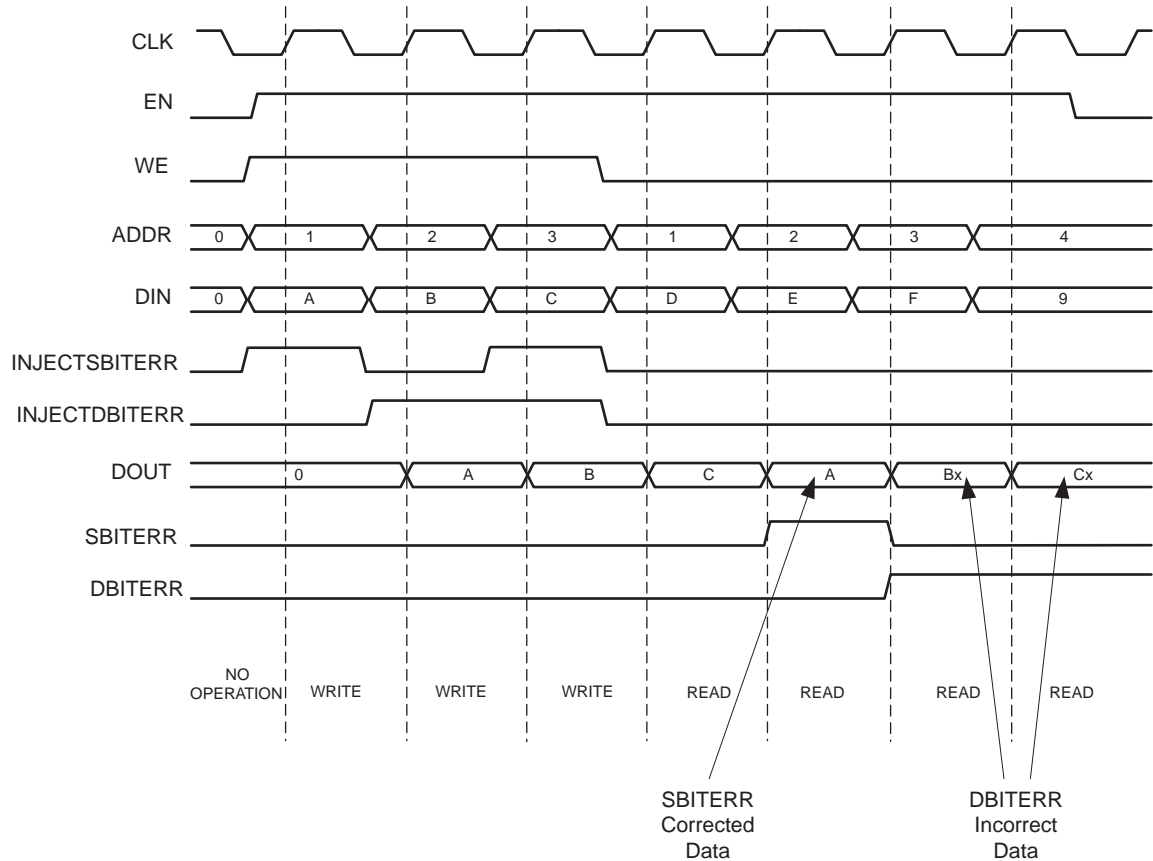 CLK
EN
WE
ADDR 0 1 2 3 1 2 3 4
DIN 0 A B C D E F 9
INJECTSBITERR
INJECTDBITERR
DOUT 0 A B C A Bx Cx
SBITERR
DBITERR
NO
OPERATION WRITE WRITE WRITE READ READ READ READ
SBITERR
Corrected
Data
DBITERR
Incorrect
Data